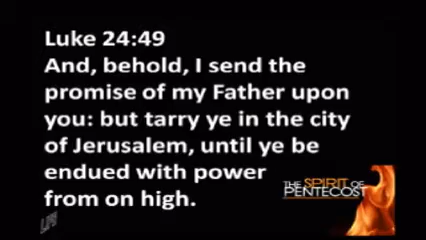 Luke 24:49
And, behold, I send the
promise of my Father upon
you: but tarry ye in the city
of Jerusalem, until ye be
endued with power
from on high.
THE SPIRIT OF
PENTECOST